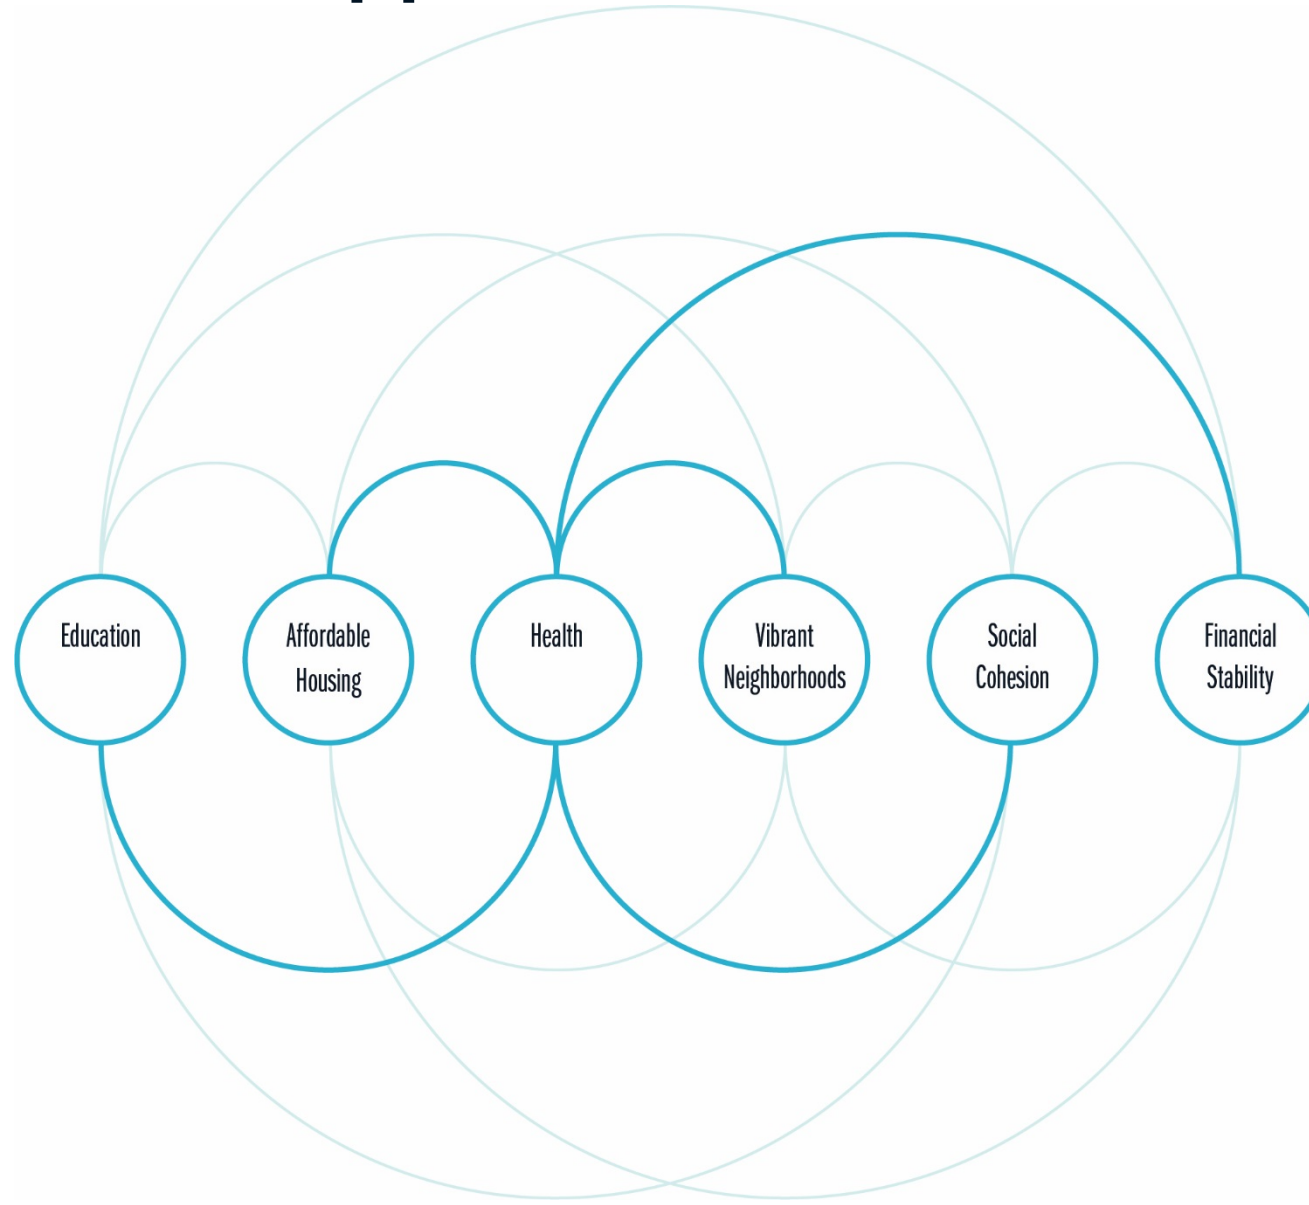 Education
Affordable
Housing
Health
Vibrant
Neighborhoods
Social
Cohesion
Financial
Stability